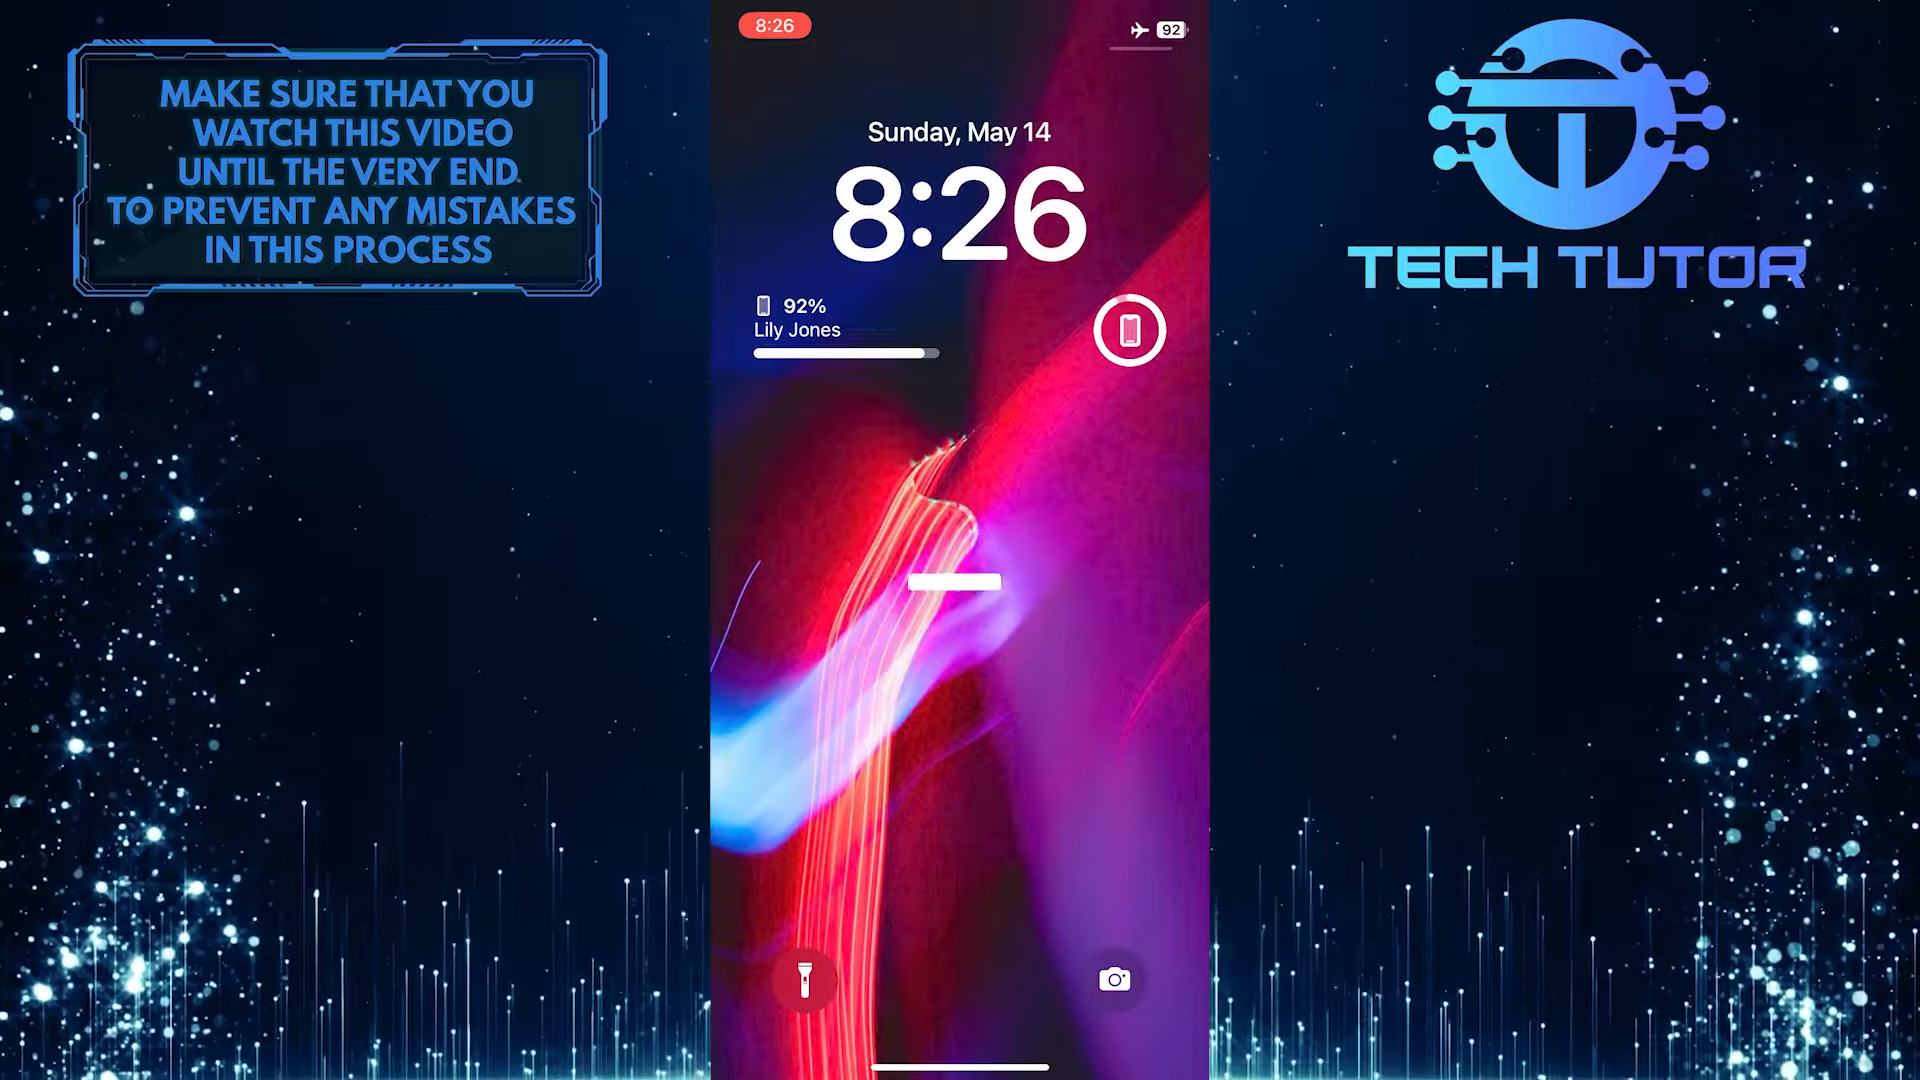 MAKE SURE THAT YOU
WATCH THIS VIDEO
UNTIL THE VERY END
TO PREVENT ANY MISTAKES
IN THIS PROCESS
8:26
92
Sunday, May 14
8:26
92%
Lily Jones
TECH TUTOR